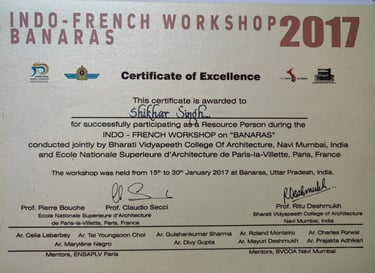 INDO-FRENCH WORKSHOP 2017
BANARAS
Certificate of Excellence
This certificate is awarded to
Shikhar Singh
for successfully participating as a Resource Person during the
INDO - FRENCH WORKSHOP on "BANARAS"
conducted jointly by Bharati Vidyapeeth College Of Architecture, Navi Mumbai, India
and Ecole Nationale Superieure d'Architecture de Paris-la-Villette, Paris, France
The workshop was held from 15th to 30th January 2017 at Banaras, Uttar Pradesh, India.
Prof. Pierre Bouche Prof. Claudio Secci
Ecole Nationale Superieure d'Architecture
de Paris-la-Villette, Paris, France
Prof. Ritu Deshmukh
Bharati Vidyapeeth College of Architecture
Navi Mumbai, India
Ar. Celia Lebarbey Ar. Tel Youngsoon Choi Ar. Gulshankumar Sharma Ar. Roland Monteiro Ar. Charles Porwal
Ar. Marylène Negro Ar. Divy Gupta Ar. Mayuri Deshmukh Ar. Prajakta Adhikari
Mentors, ENSAPLV Paris Mentors, BVCOA Navi Mumbai